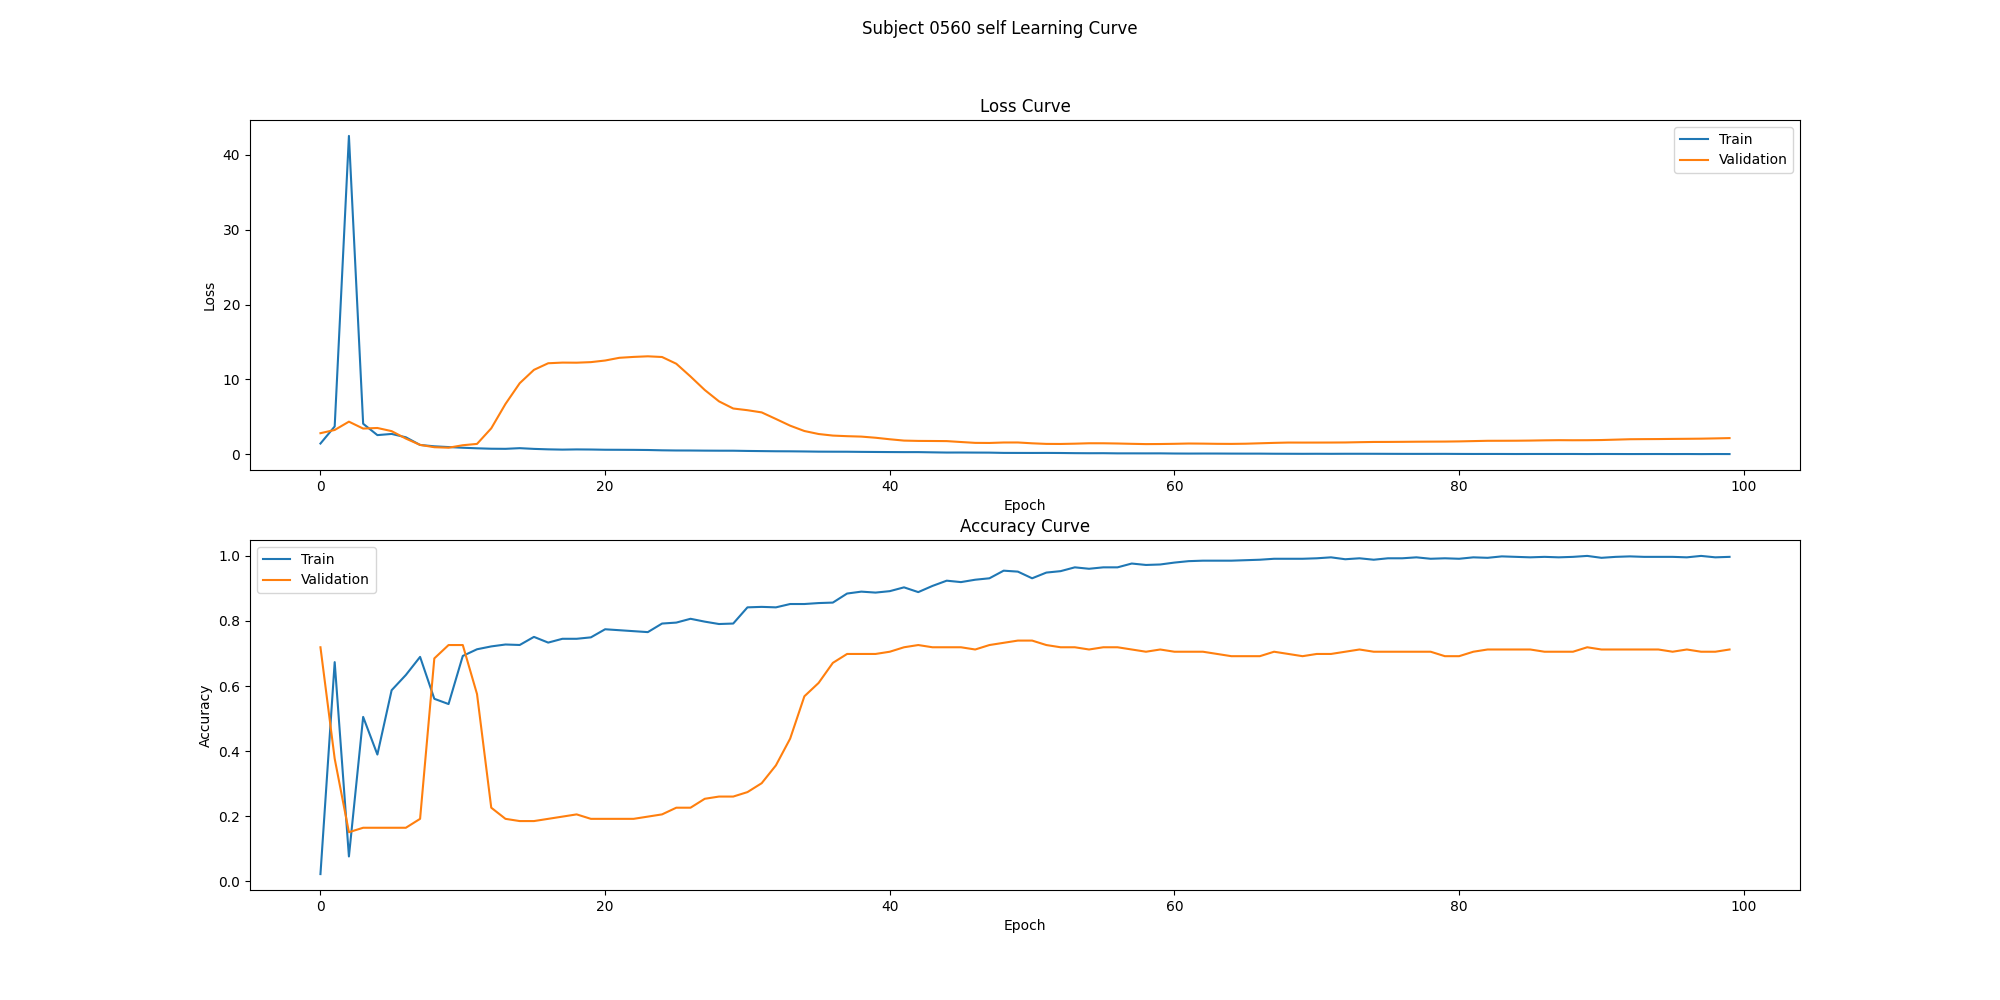 Subject 0560 self Learning Curve
Loss Curve
Train
Validation
40
30
20
10
0
Loss
0 20 40 60 80 100
Epoch
Accuracy Curve
Train
Validation
1.0
0.8
0.6
0.4
0.2
0.0
Accuracy
0 20 40 60 80 100
Epoch